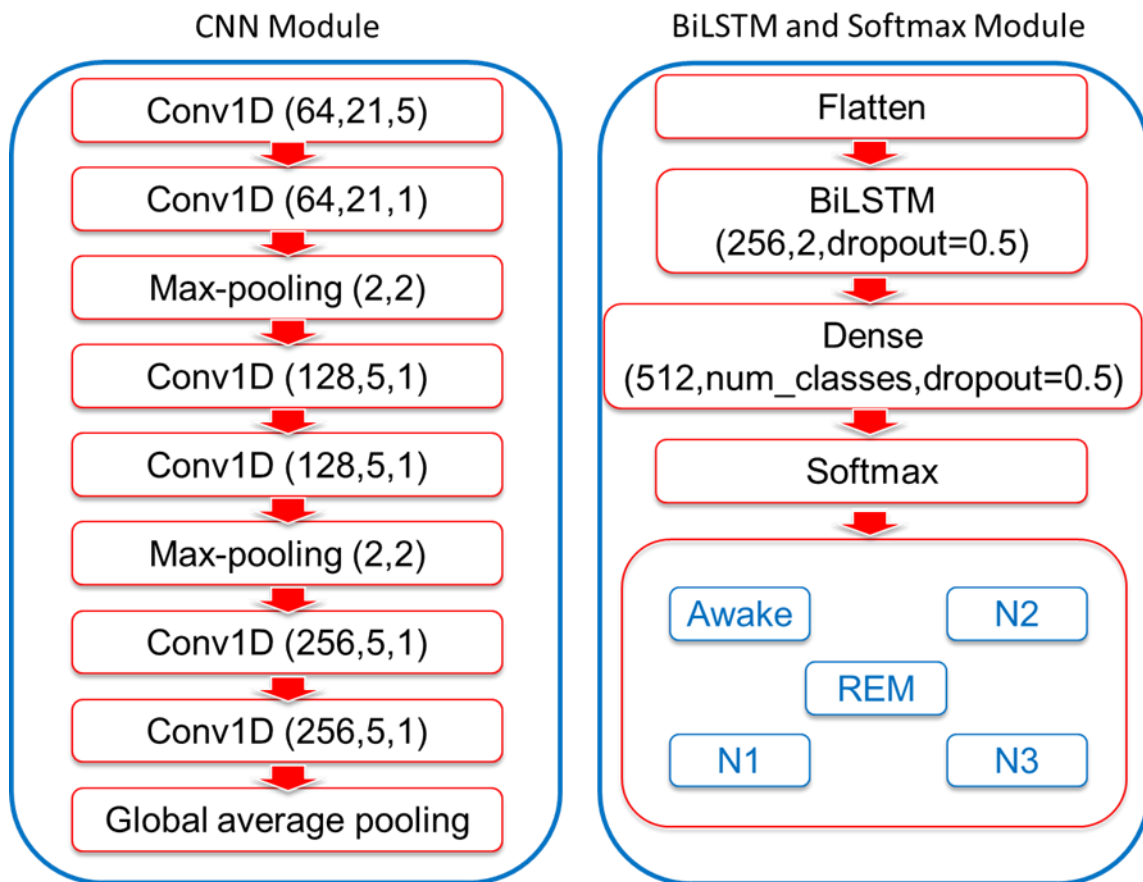 CNN Module
Conv1D (64,21,5)
Conv1D (64,21,1)
Max-pooling (2,2)
Conv1D (128,5,1)
Conv1D (128,5,1)
Max-pooling (2,2)
Conv1D (256,5,1)
Conv1D (256,5,1)
Global average pooling
BiLSTM and Softmax Module
Flatten
BiLSTM
(256,2,dropout=0.5)
Dense
(512,num_classes,dropout=0.5)
Softmax
Awake
N2
REM
N1
N3